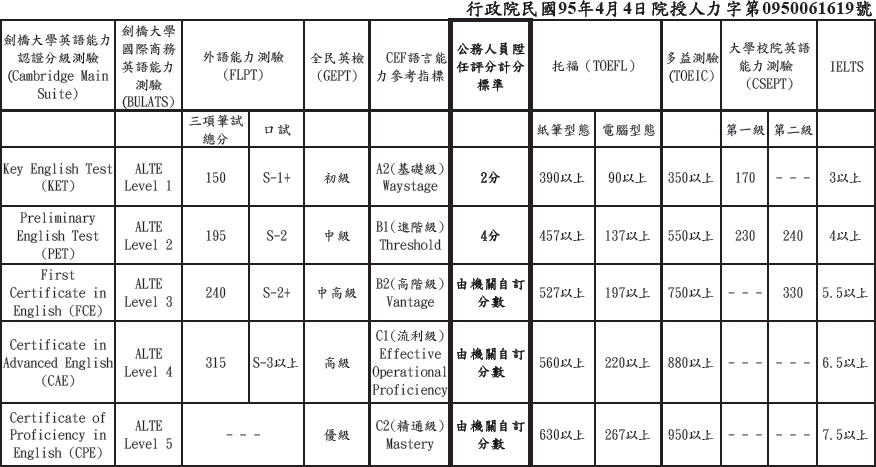 行政院民國95年4月4日院授人力字第0950061619號
劍橋大學英語能力
認證分級測驗
(Cambridge Main
Suite)
劍橋大學
國際商務
英語能力
測驗
(BULATS)
外語能力測驗
(FLPT)
全民英檢
(GEPT)
CEF語言能
力參考指標
公務人員陞
任評分計分
標準
托福 (TOEFL)
多益測驗
(TOEIC)
大學校院英語
能力測驗
(CSEPT)
IELTS
三項筆試
總分
口試
紙筆型態
電腦型態
第一級
第二級
Key English Test
(KET)
ALTE
Level 1
150
S-1+
初級
A2(基礎級)
Waystage
2分
390以上
90以上
350以上
170
- - -
3以上
Preliminary
English Test
(PET)
ALTE
Level 2
195
S-2
中級
B1(進階級)
Threshold
4分
457以上
137以上
550以上
230
240
4以上
First
Certificate in
English (FCE)
ALTE
Level 3
240
S-2+
中高級
B2(高階級)
Vantage
由機關自訂
分數
527以上
197以上
750以上
- - -
330
5.5以上
Certificate in
Advanced English
(CAE)
ALTE
Level 4
315
S-3以上
高級
C1(流利級)
Effective
Operational
Proficiency
由機關自訂
分數
560以上
220以上
880以上
- - -
- - -
6.5以上
Certificate of
Proficiency in
English (CPE)
ALTE
Level 5
- - -
優級
C2(精通級)
Mastery
由機關自訂
分數
630以上
267以上
950以上
- - -
- - -
7.5以上